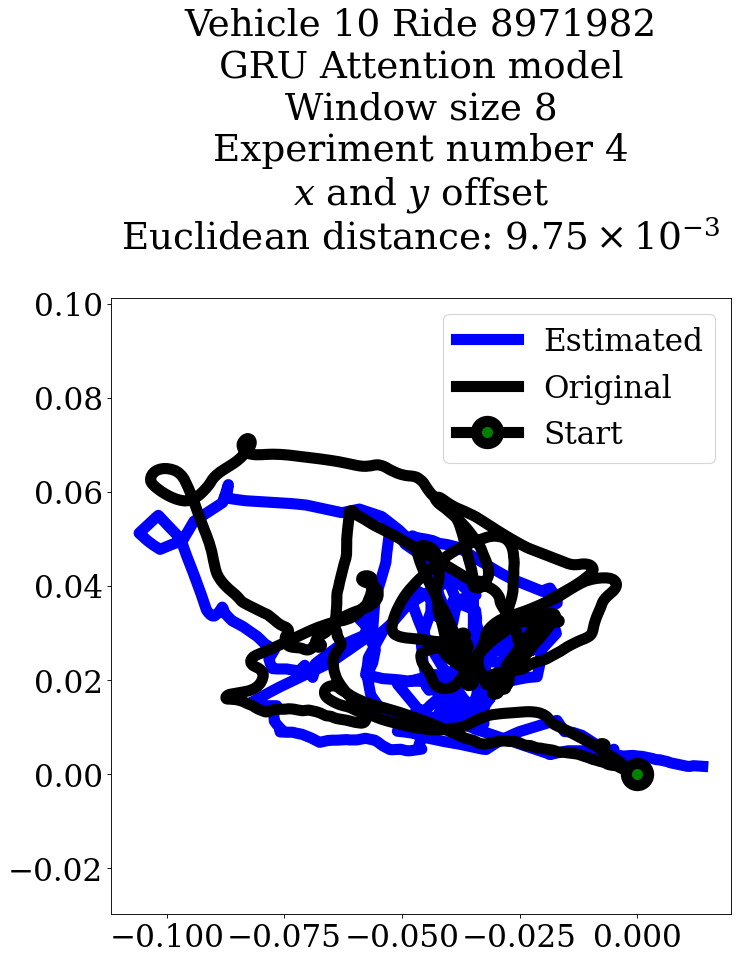 Vehicle 10 Ride 8971982
GRU Attention model
Window size 8
Experiment number 4
x and y offset
Euclidean distance: 9.75 × 10⁻³
Estimated
Original
Start
0.10
0.08
0.06
0.04
0.02
0.00
−0.02
−0.100 −0.075 −0.050 −0.025 0.000